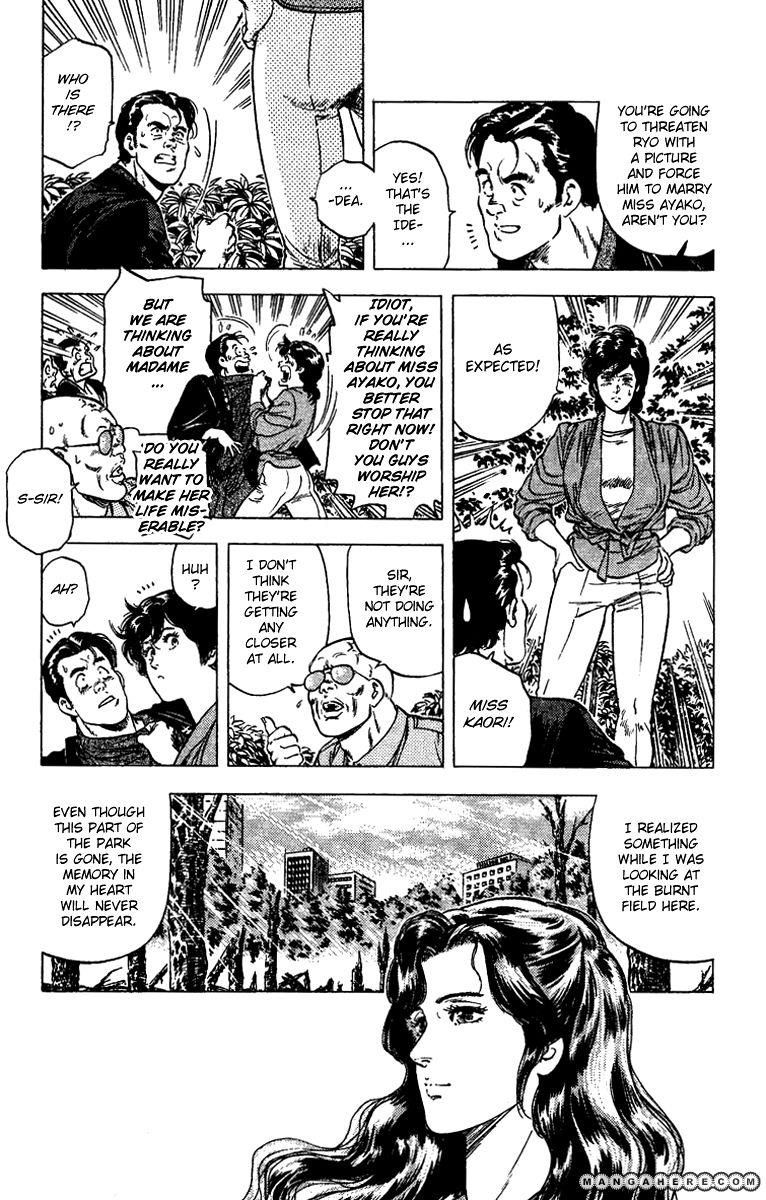 YOU'RE GOING
TO THREATEN
RYO WITH
A PICTURE
AND FORCE
HIM TO MARRY
MISS AYAKO,
AREN'T YOU?
YES!
THAT'S
THE
IDE-
...
...
-DEA.
WHO
IS
THERE
!?
AS
EXPECTED!
MISS
KAORI!
IDIOT,
IF YOU'RE
REALLY
THINKING
ABOUT MISS
AYAKO, YOU
BETTER
STOP THAT
RIGHT NOW!
DON'T
YOU GUYS
WORSHIP
HER!?
BUT
WE ARE
THINKING
ABOUT
MADAME
...
DO YOU
REALLY
WANT TO
MAKE HER
LIFE MIS-
ERABLE?
S-SIR!
SIR,
THEY'RE
NOT DOING
ANYTHING.
I DON'T
THINK
THEY'RE
GETTING
ANY
CLOSER
AT ALL.
HUH
?
AH?
I REALIZED
SOMETHING
WHILE I WAS
LOOKING AT
THE BURNT
FIELD HERE.
EVEN THOUGH
THIS PART OF
THE PARK
IS GONE, THE
MEMORY IN
MY HEART
WILL NEVER
DISAPPEAR.
MANGAHERE.COM